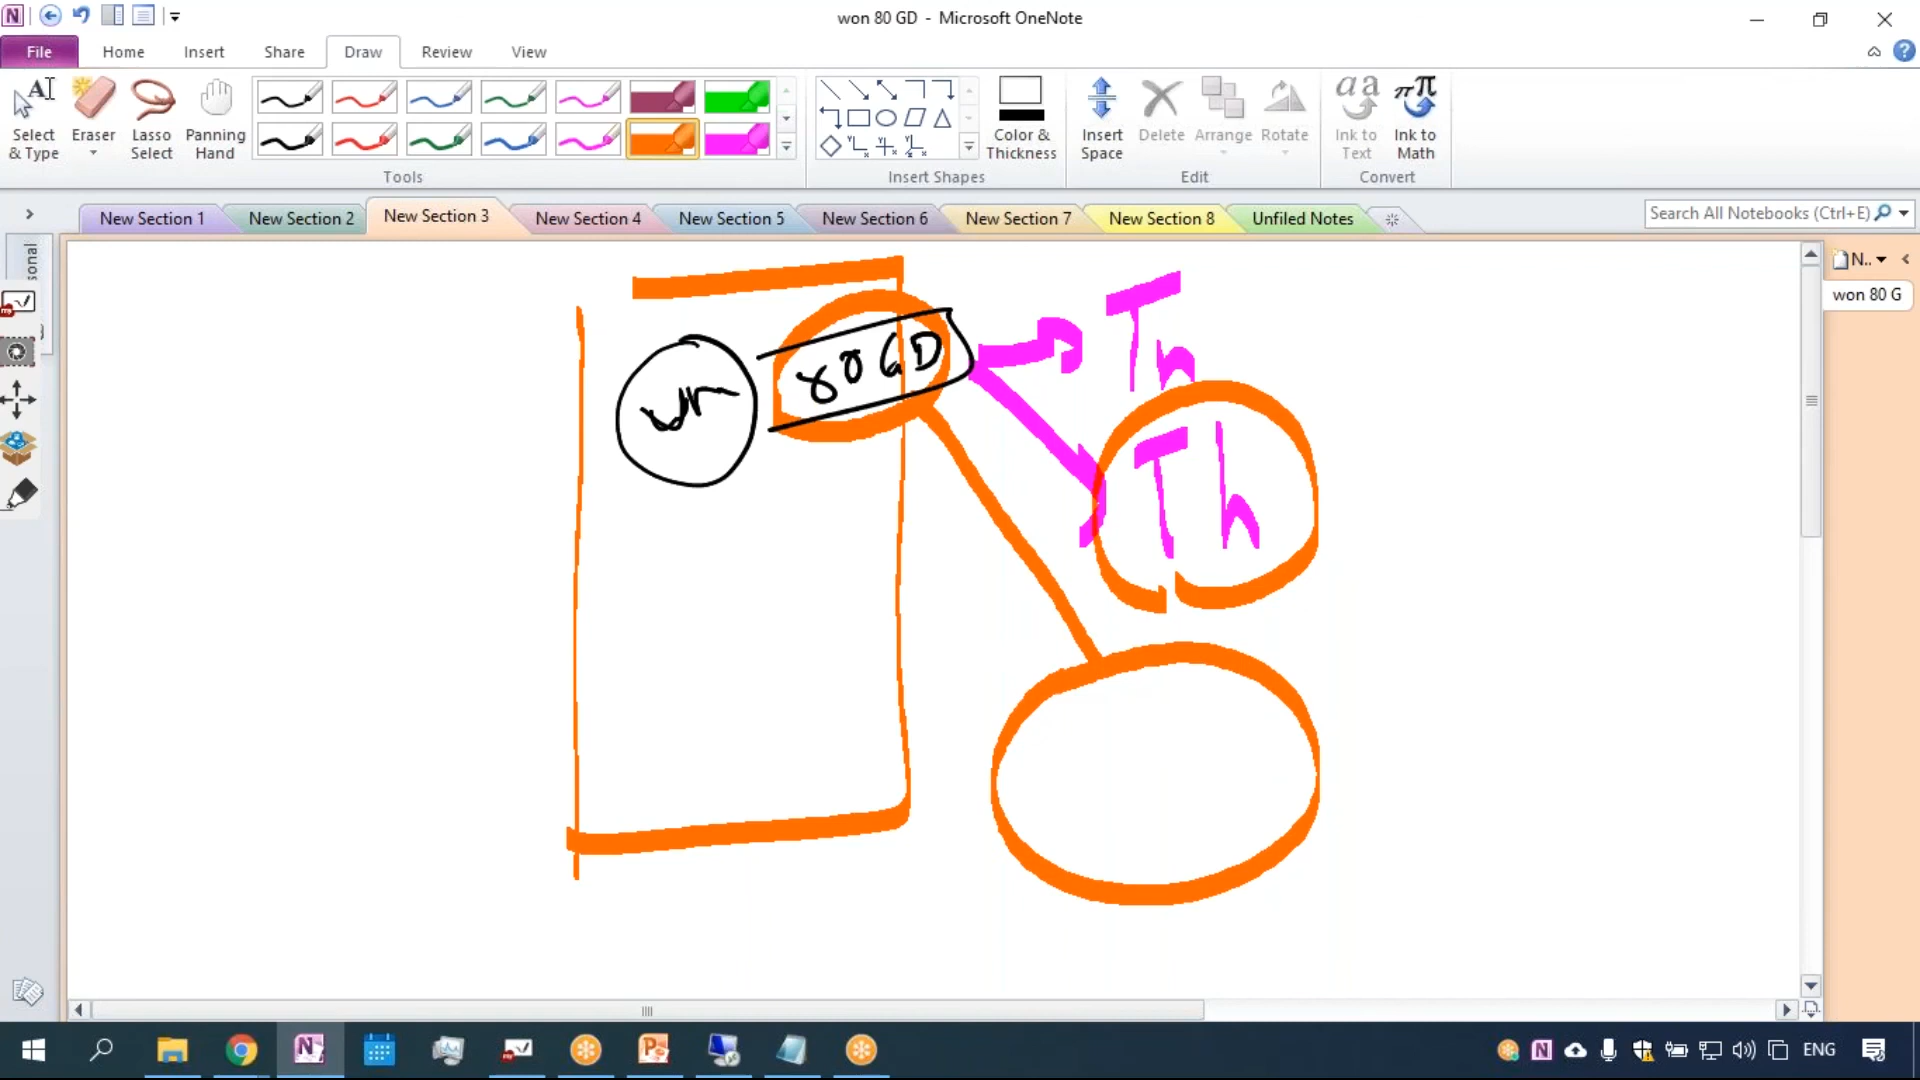 won 80 GD - Microsoft OneNote
File Home Insert Share Draw Review View
Select & Type
Eraser
Lasso Select
Panning Hand
Color & Thickness
Insert Space
Delete
Arrange
Rotate
Ink to Text
Ink to Math
Tools
Insert Shapes
Edit
Convert
New Section 1 New Section 2 New Section 3 New Section 4 New Section 5 New Section 6 New Section 7 New Section 8 Unfiled Notes
Search All Notebooks (Ctrl+E)
sonal
N..
won 80 G
80 GD
Tn
Th
ENG